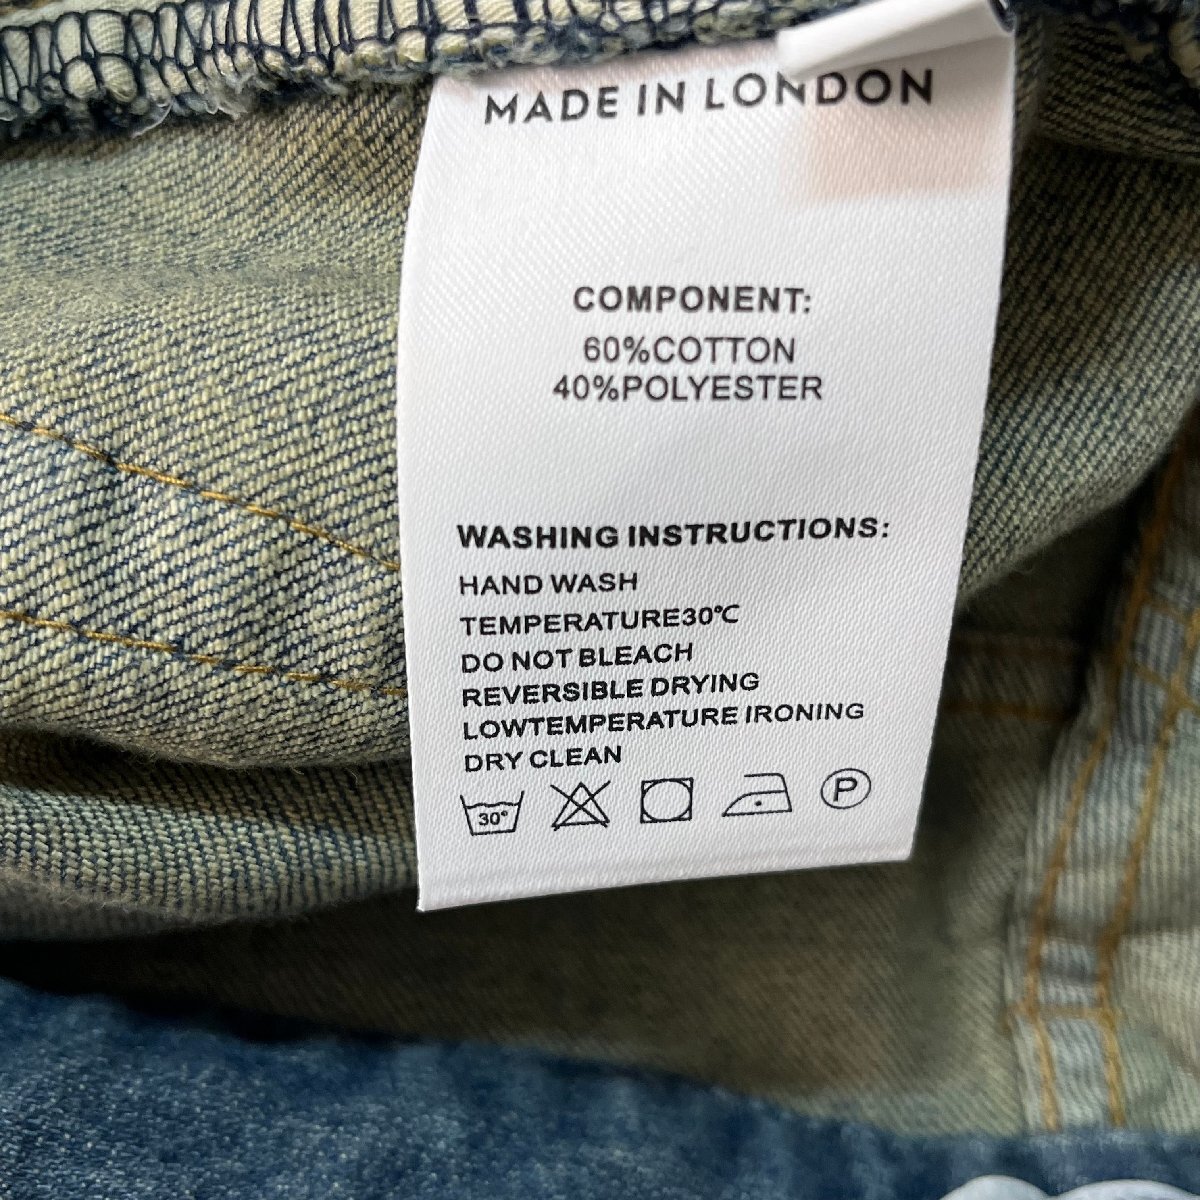 MADE IN LONDON
COMPONENT:
60%COTTON
40%POLYESTER
WASHING INSTRUCTIONS:
HAND WASH
TEMPERATURE30℃
DO NOT BLEACH
REVERSIBLE DRYING
LOWTEMPERATURE IRONING
DRY CLEAN
30° P